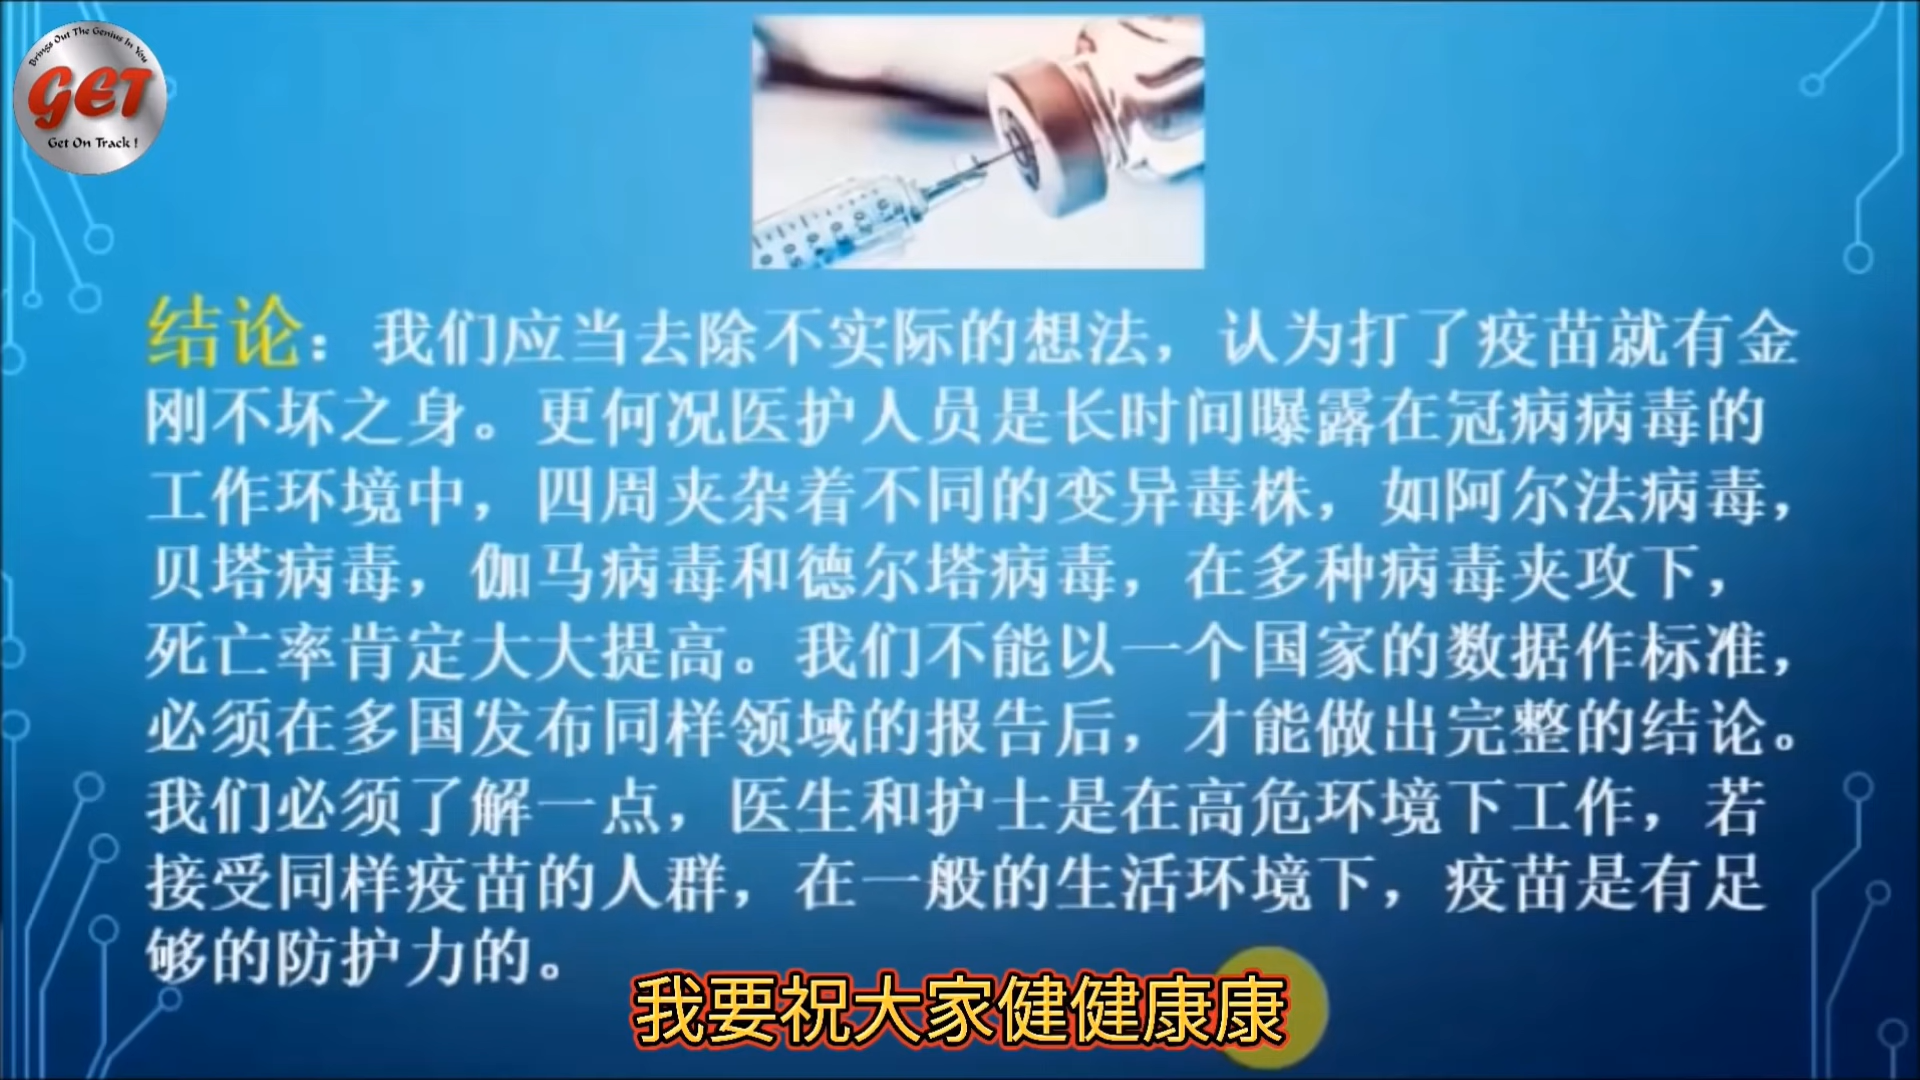 Brings Out The Genius In You
GET
Get On Track !
结论：我们应当去除不实际的想法，认为打了疫苗就有金
刚不坏之身。更何况医护人员是长时间曝露在冠病病毒的
工作环境中，四周夹杂着不同的变异毒株，如阿尔法病毒，
贝塔病毒，伽马病毒和德尔塔病毒，在多种病毒夹攻下，
死亡率肯定大大提高。我们不能以一个国家的数据作标准，
必须在多国发布同样领域的报告后，才能做出完整的结论。
我们必须了解一点，医生和护士是在高危环境下工作，若
接受同样疫苗的人群，在一般的生活环境下，疫苗是有足
够的防护力的。
我要祝大家健健康康